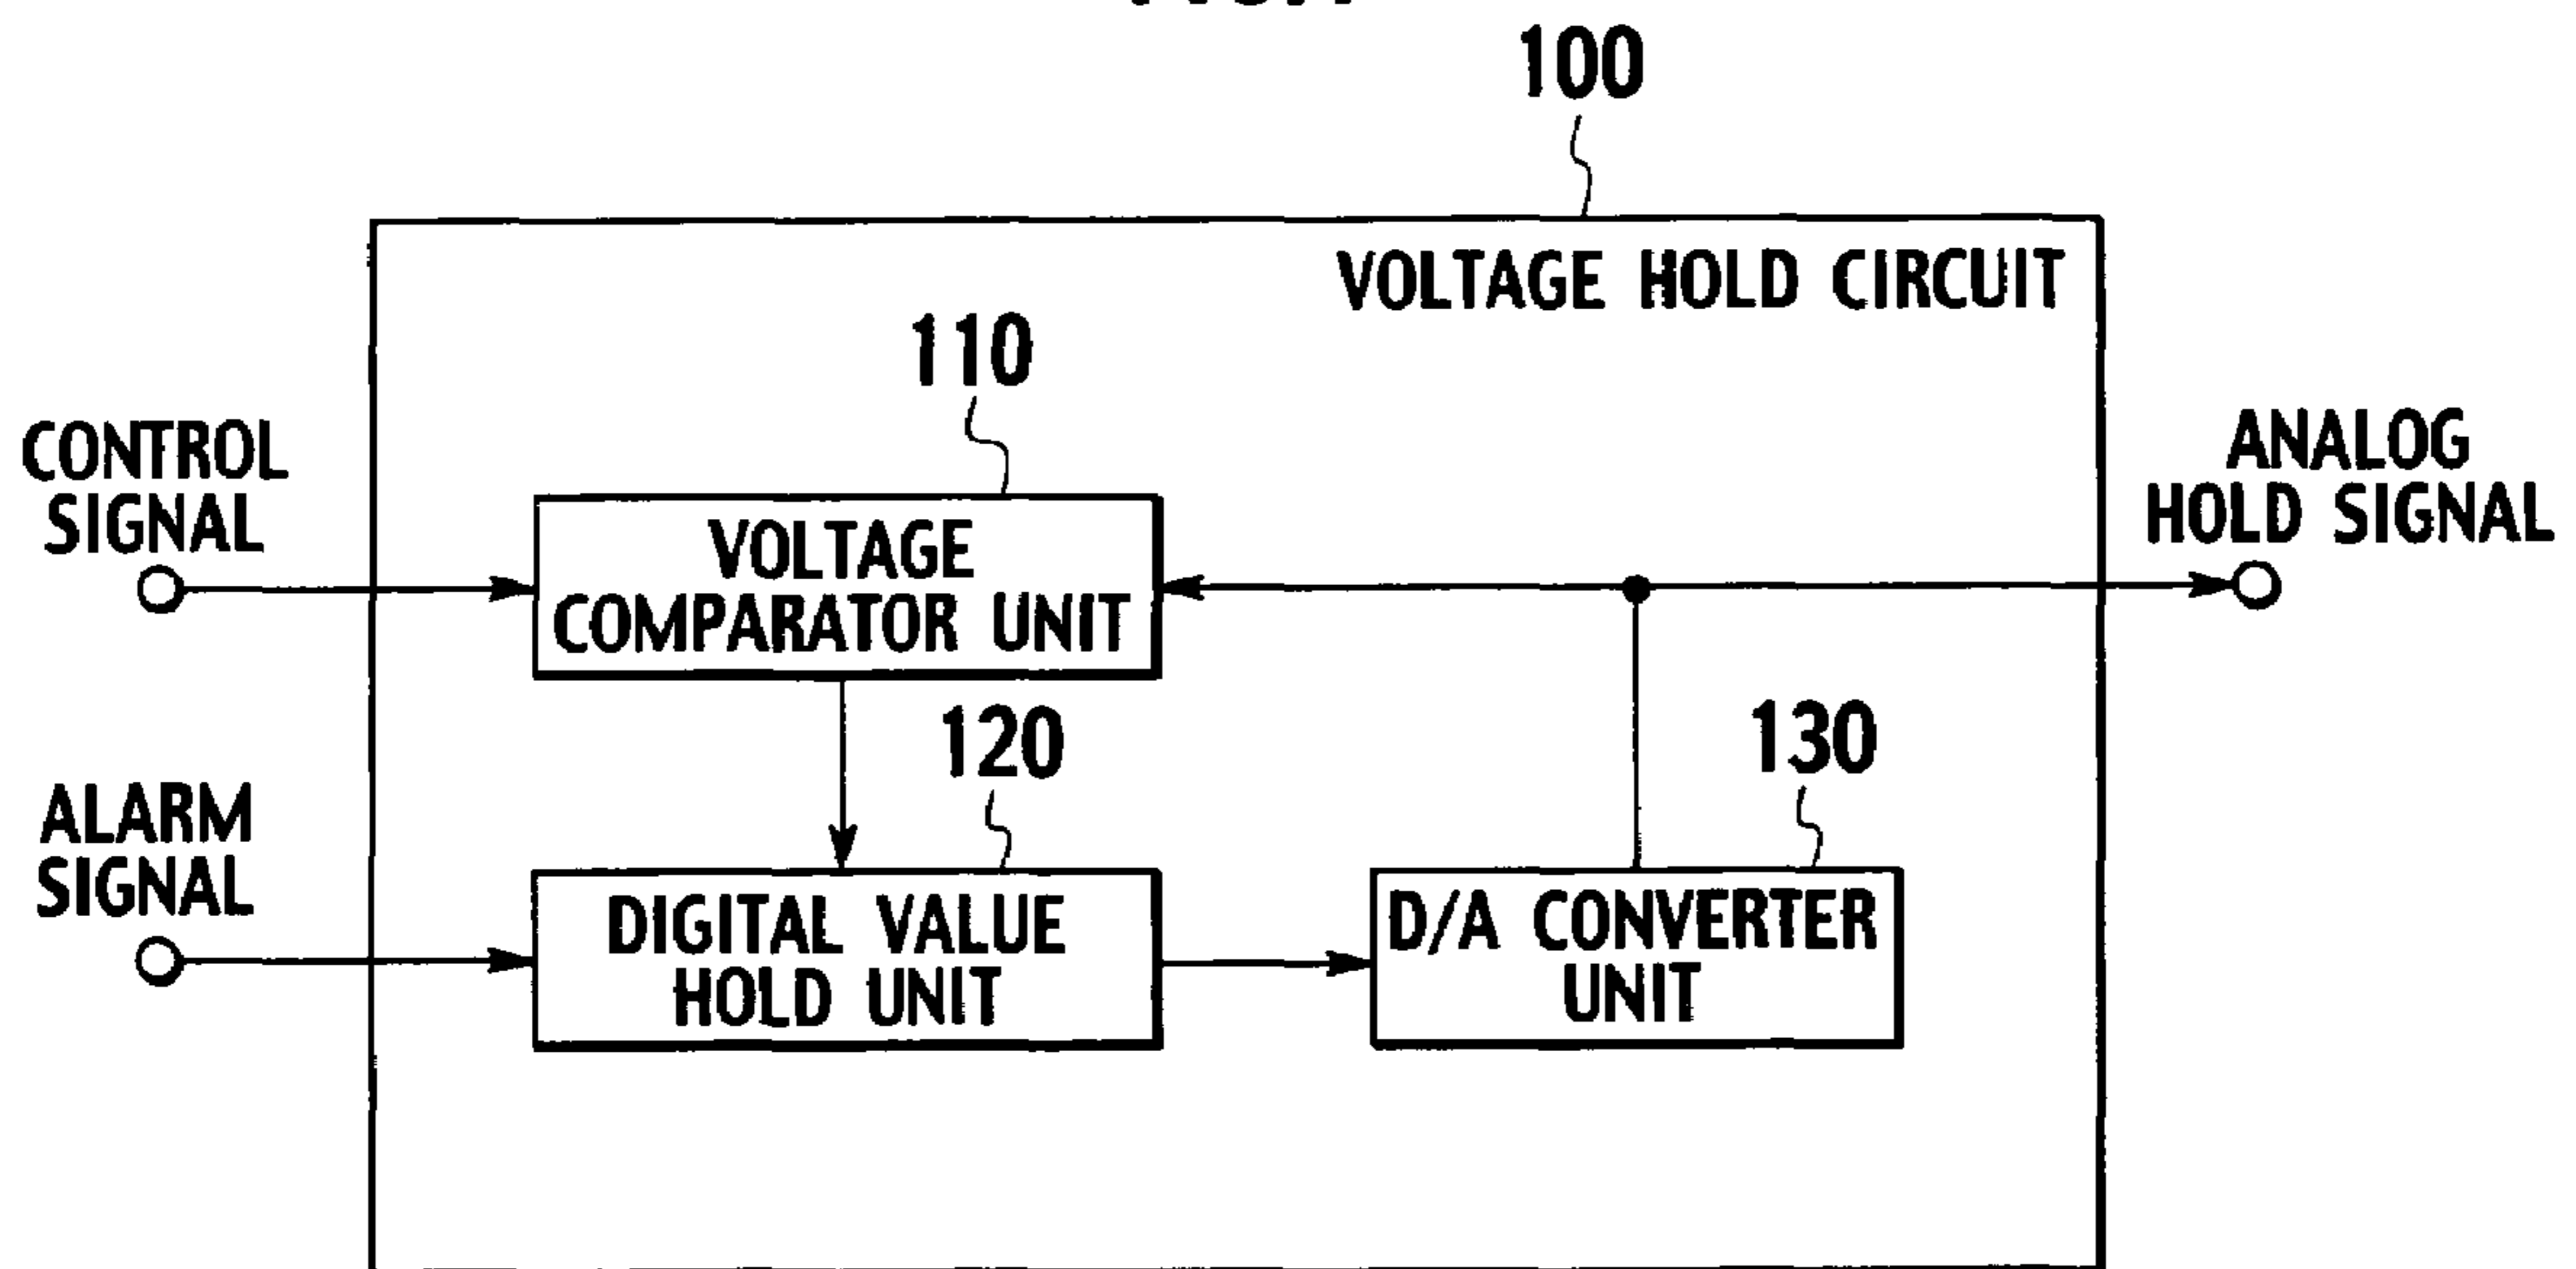 100
VOLTAGE HOLD CIRCUIT
110
CONTROL
SIGNAL
VOLTAGE
COMPARATOR UNIT
ANALOG
HOLD SIGNAL
120
130
ALARM
SIGNAL
DIGITAL VALUE
HOLD UNIT
D/A CONVERTER
UNIT